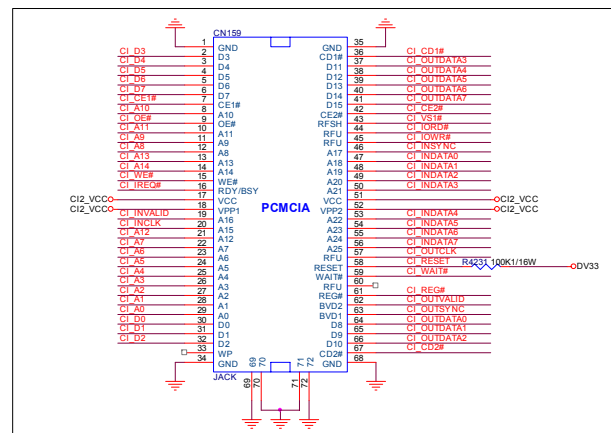 CN159
1 GND GND 35
CI_D3 2 D3 CD1# 36 CI_CD1#
CI_D4 3 D4 D11 37 CI_OUTDATA3
CI_D5 4 D5 D12 38 CI_OUTDATA4
CI_D6 5 D6 D13 39 CI_OUTDATA5
CI_D7 6 D7 D14 40 CI_OUTDATA6
CI_CE1# 7 CE1# D15 41 CI_OUTDATA7
CI_A10 8 A10 CE2# 42 CI_CE2#
CI_OE# 9 OE# RFSH 43 CI_VS1#
CI_A11 10 A11 RFU 44 CI_IORD#
CI_A9 11 A9 RFU 45 CI_IOWR#
CI_A8 12 A8 A17 46 CI_INSYNC
CI_A13 13 A13 A18 47 CI_INDATA0
CI_A14 14 A14 A19 48 CI_INDATA1
CI_WE# 15 WE# A20 49 CI_INDATA2
CI_IREQ# 16 RDY/BSY A21 50 CI_INDATA3
CI2_VCC 17 VCC VCC 51 CI2_VCC
CI2_VCC 18 VPP1 PCMCIA VPP2 52 CI2_VCC
CI_INVALID 19 A16 A22 53 CI_INDATA4
CI_INCLK 20 A15 A23 54 CI_INDATA5
CI_A12 21 A12 A24 55 CI_INDATA6
CI_A7 22 A7 A25 56 CI_INDATA7
CI_A6 23 A6 RFU 57 CI_OUTCLK
CI_A5 24 A5 RESET 58 CI_RESET R4231 100K1/16W DV33
CI_A4 25 A4 WAIT# 59 CI_WAIT#
CI_A3 26 A3 RFU 60
CI_A2 27 A2 REG# 61 CI_REG#
CI_A1 28 A1 BVD2 62 CI_OUTVALID
CI_A0 29 A0 BVD1 63 CI_OUTSYNC
CI_D0 30 D0 D8 64 CI_OUTDATA0
CI_D1 31 D1 D9 65 CI_OUTDATA1
CI_D2 32 D2 D10 66 CI_OUTDATA2
33 WP CD2# 67 CI_CD2#
34 GND GND 68
69 70 71 72
JACK
69 70 71 72